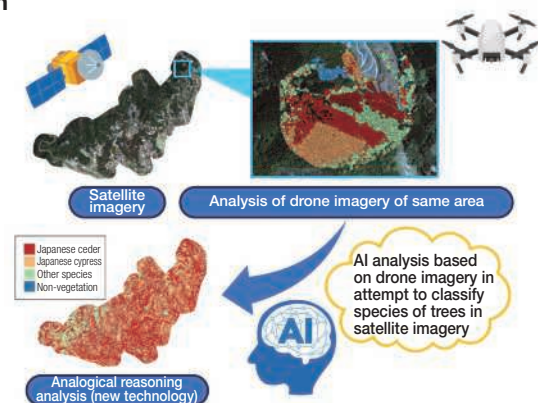 Satellite
imagery
Analysis of drone imagery of same area
Japanese ceder
Japanese cypress
Other species
Non-vegetation
AI analysis based
on drone imagery in
attempt to classify
species of trees in
satellite imagery
AI
Analogical reasoning
analysis (new technology)